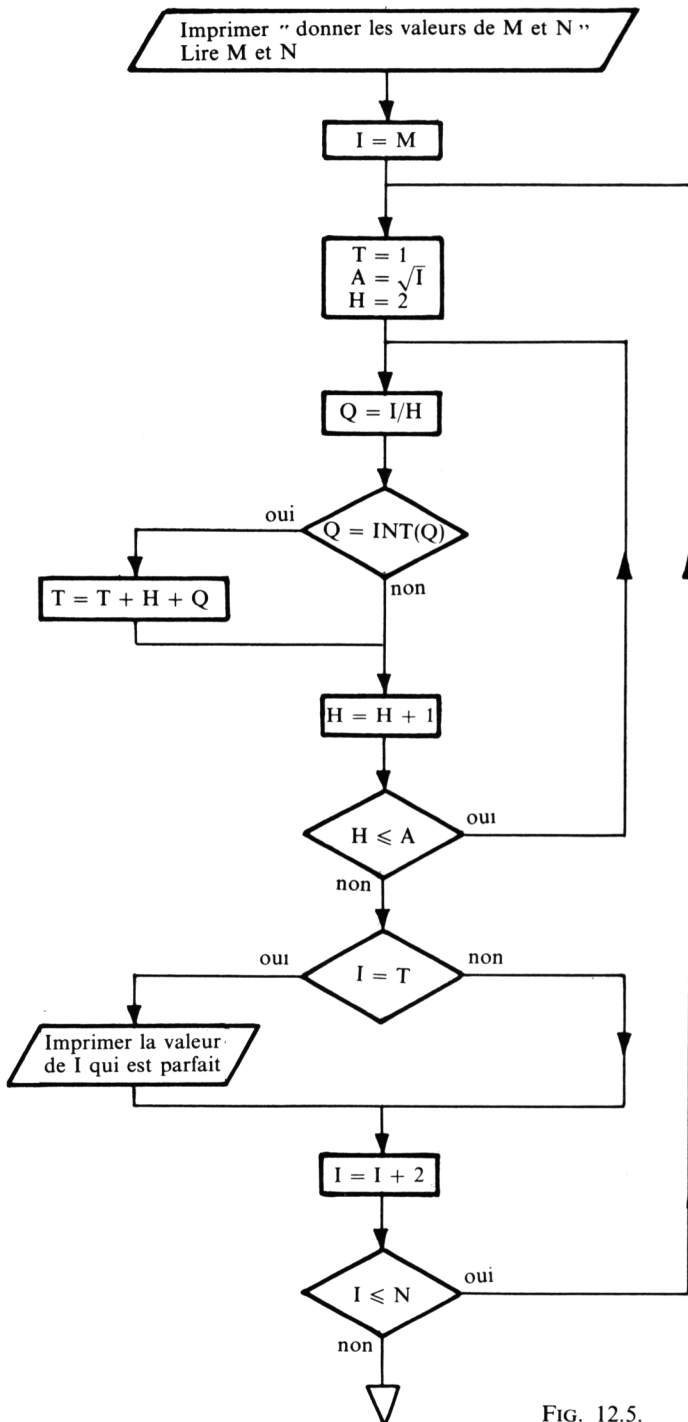 Imprimer “ donner les valeurs de M et N ”
Lire M et N
I = M
T = 1
A = √I
H = 2
Q = I/H
Q = INT(Q)
oui
non
T = T + H + Q
H = H + 1
H ⩽ A
oui
non
I = T
oui
non
Imprimer la valeur
de I qui est parfait
I = I + 2
I ⩽ N
oui
non
FIG. 12.5.